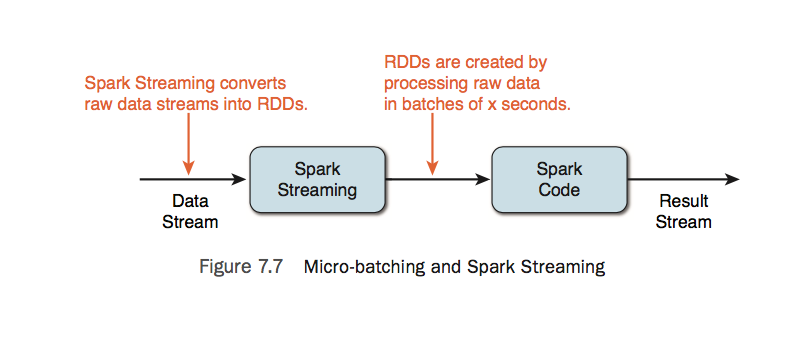 Spark Streaming converts
raw data streams into RDDs.
RDDs are created by
processing raw data
in batches of x seconds.
Spark
Streaming
Spark
Code
Data
Stream
Result
Stream
Figure 7.7 Micro-batching and Spark Streaming